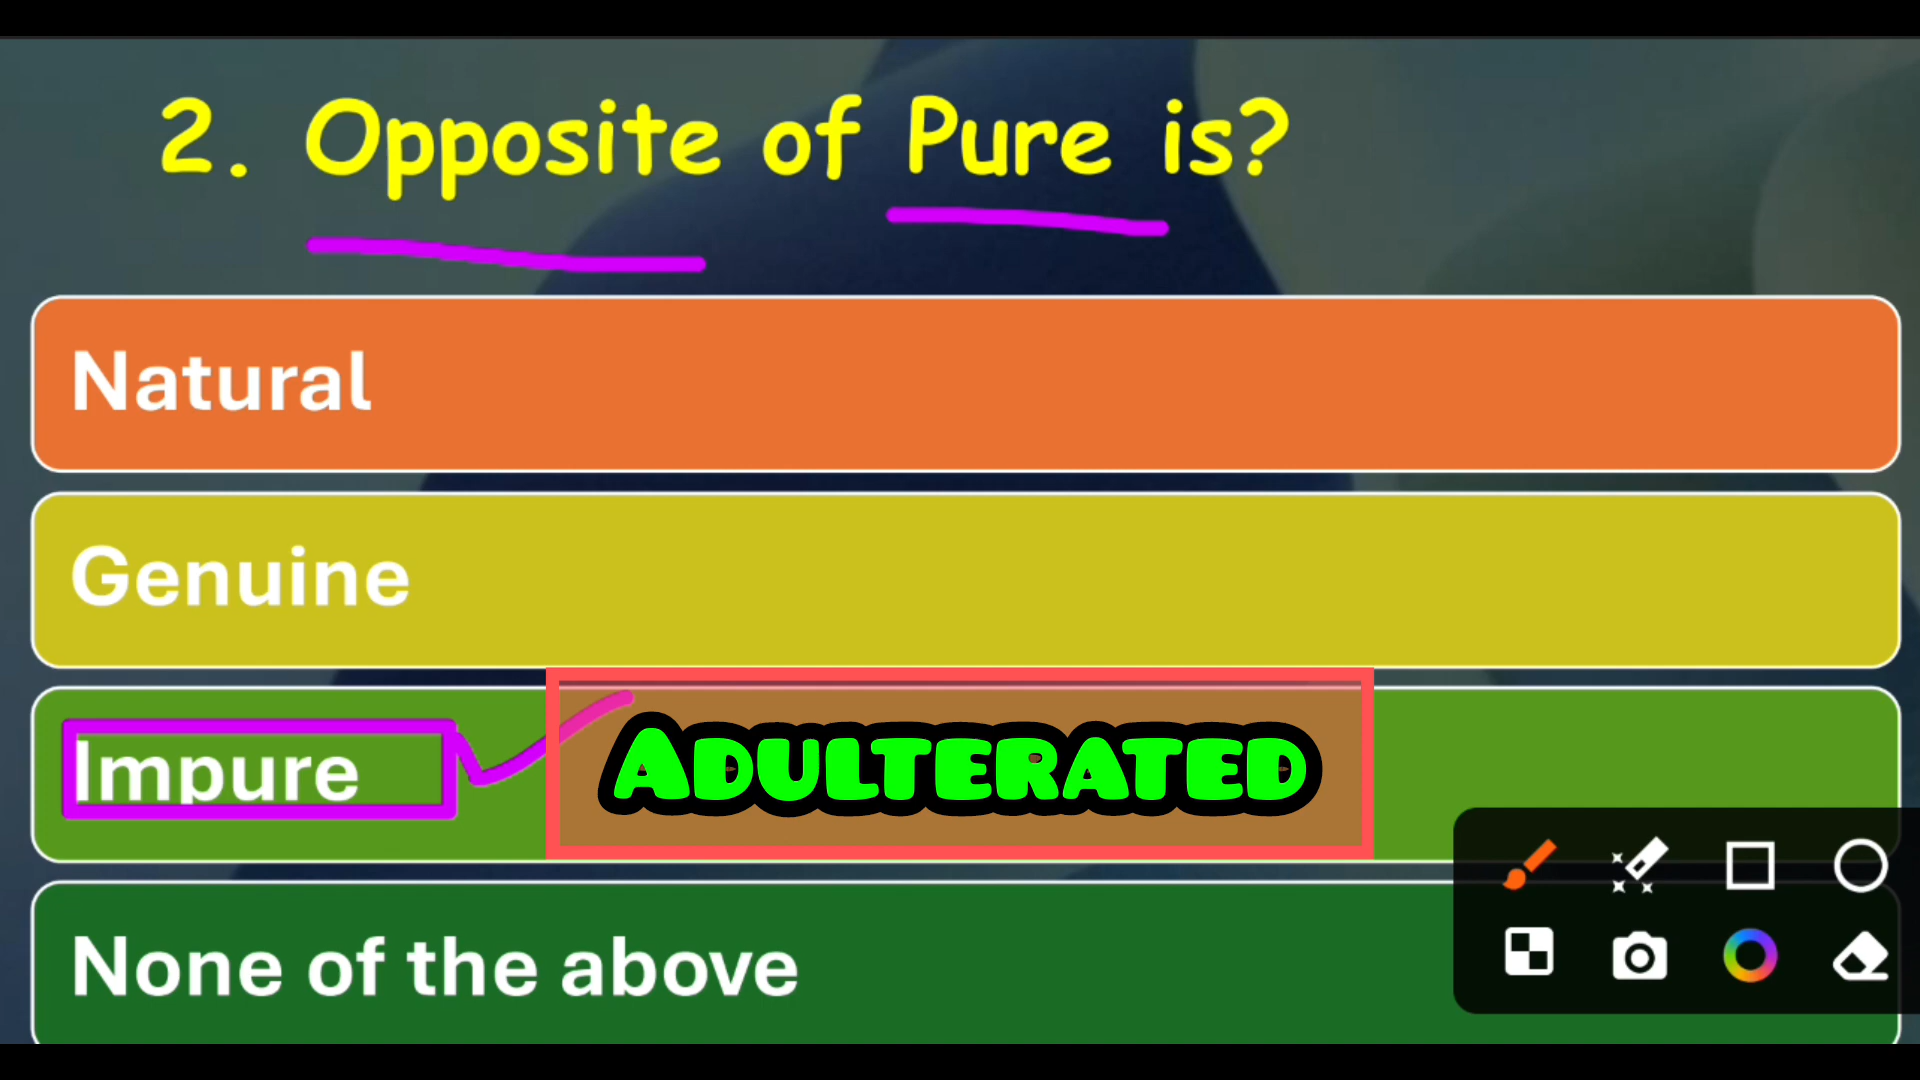 2. Opposite of Pure is?
Natural
Genuine
Impure
ADULTERATED
None of the above